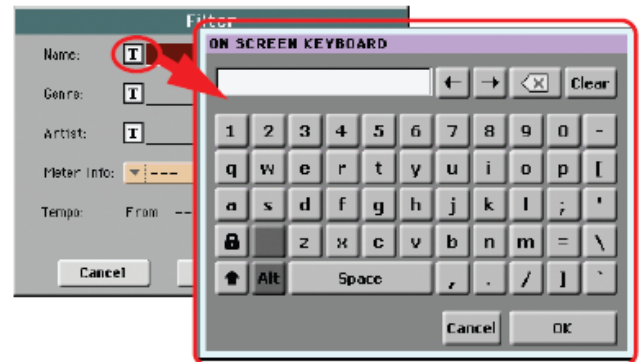 Filter
Name: T
Genre: T
Artist: T
Meter Info: ---
Tempo: From --
Cancel
ON SCREEN KEYBOARD
← → Clear
1 2 3 4 5 6 7 8 9 0 -
q w e r t y u i o p [
a s d f g h j k l ; '
z x c v b n m = \
Alt Space , . / ] `
Cancel OK